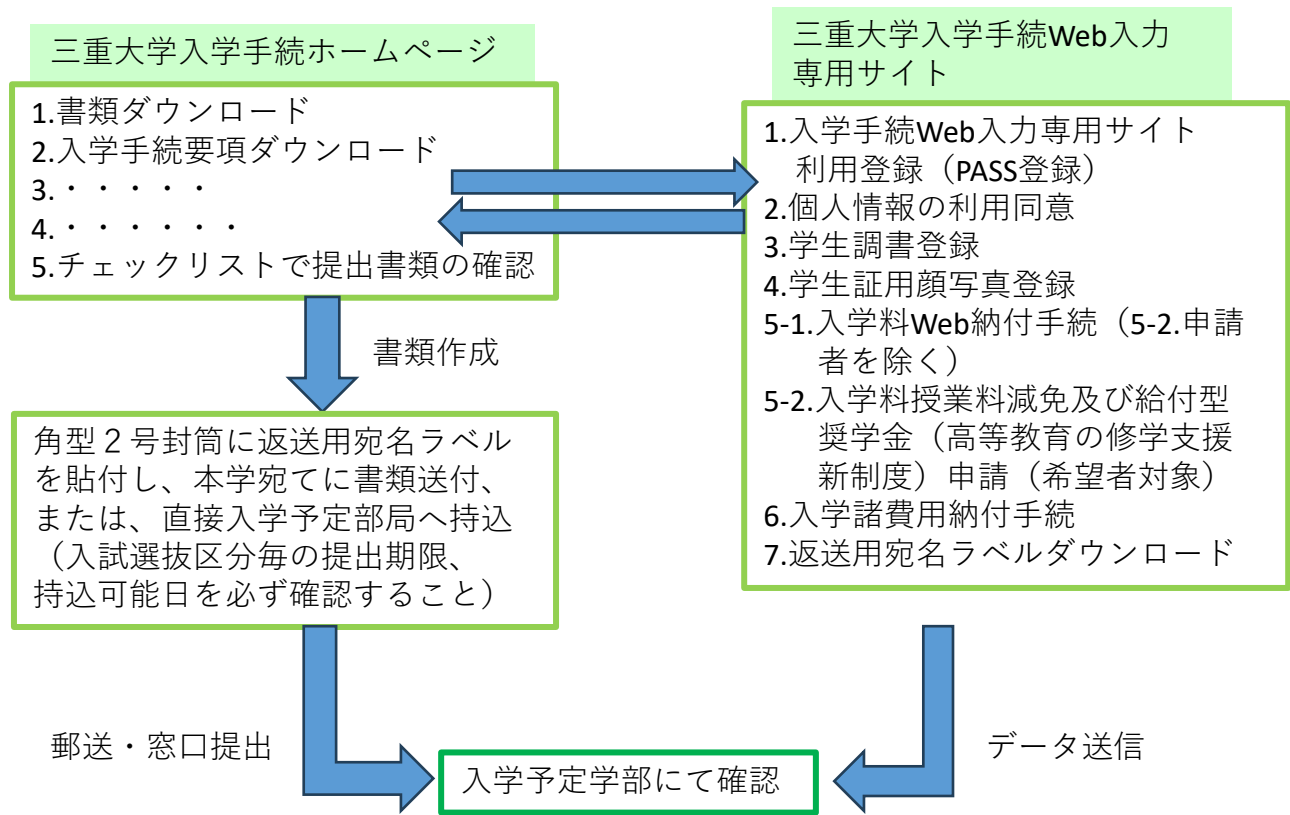 三重大学入学手続ホームページ
1.書類ダウンロード
2.入学手続要項ダウンロード
3.・・・・・
4.・・・・・・
5.チェックリストで提出書類の確認
書類作成
角型２号封筒に返送用宛名ラベル
を貼付し、本学宛てに書類送付、
または、直接入学予定部局へ持込
（入試選抜区分毎の提出期限、
持込可能日を必ず確認すること）
郵送・窓口提出
三重大学入学手続Web入力
専用サイト
1.入学手続Web入力専用サイト
利用登録（PASS登録）
2.個人情報の利用同意
3.学生調書登録
4.学生証用顔写真登録
5-1.入学料Web納付手続（5-2.申請
者を除く）
5-2.入学料授業料減免及び給付型
奨学金（高等教育の修学支援
新制度）申請（希望者対象）
6.入学諸費用納付手続
7.返送用宛名ラベルダウンロード
データ送信
入学予定学部にて確認